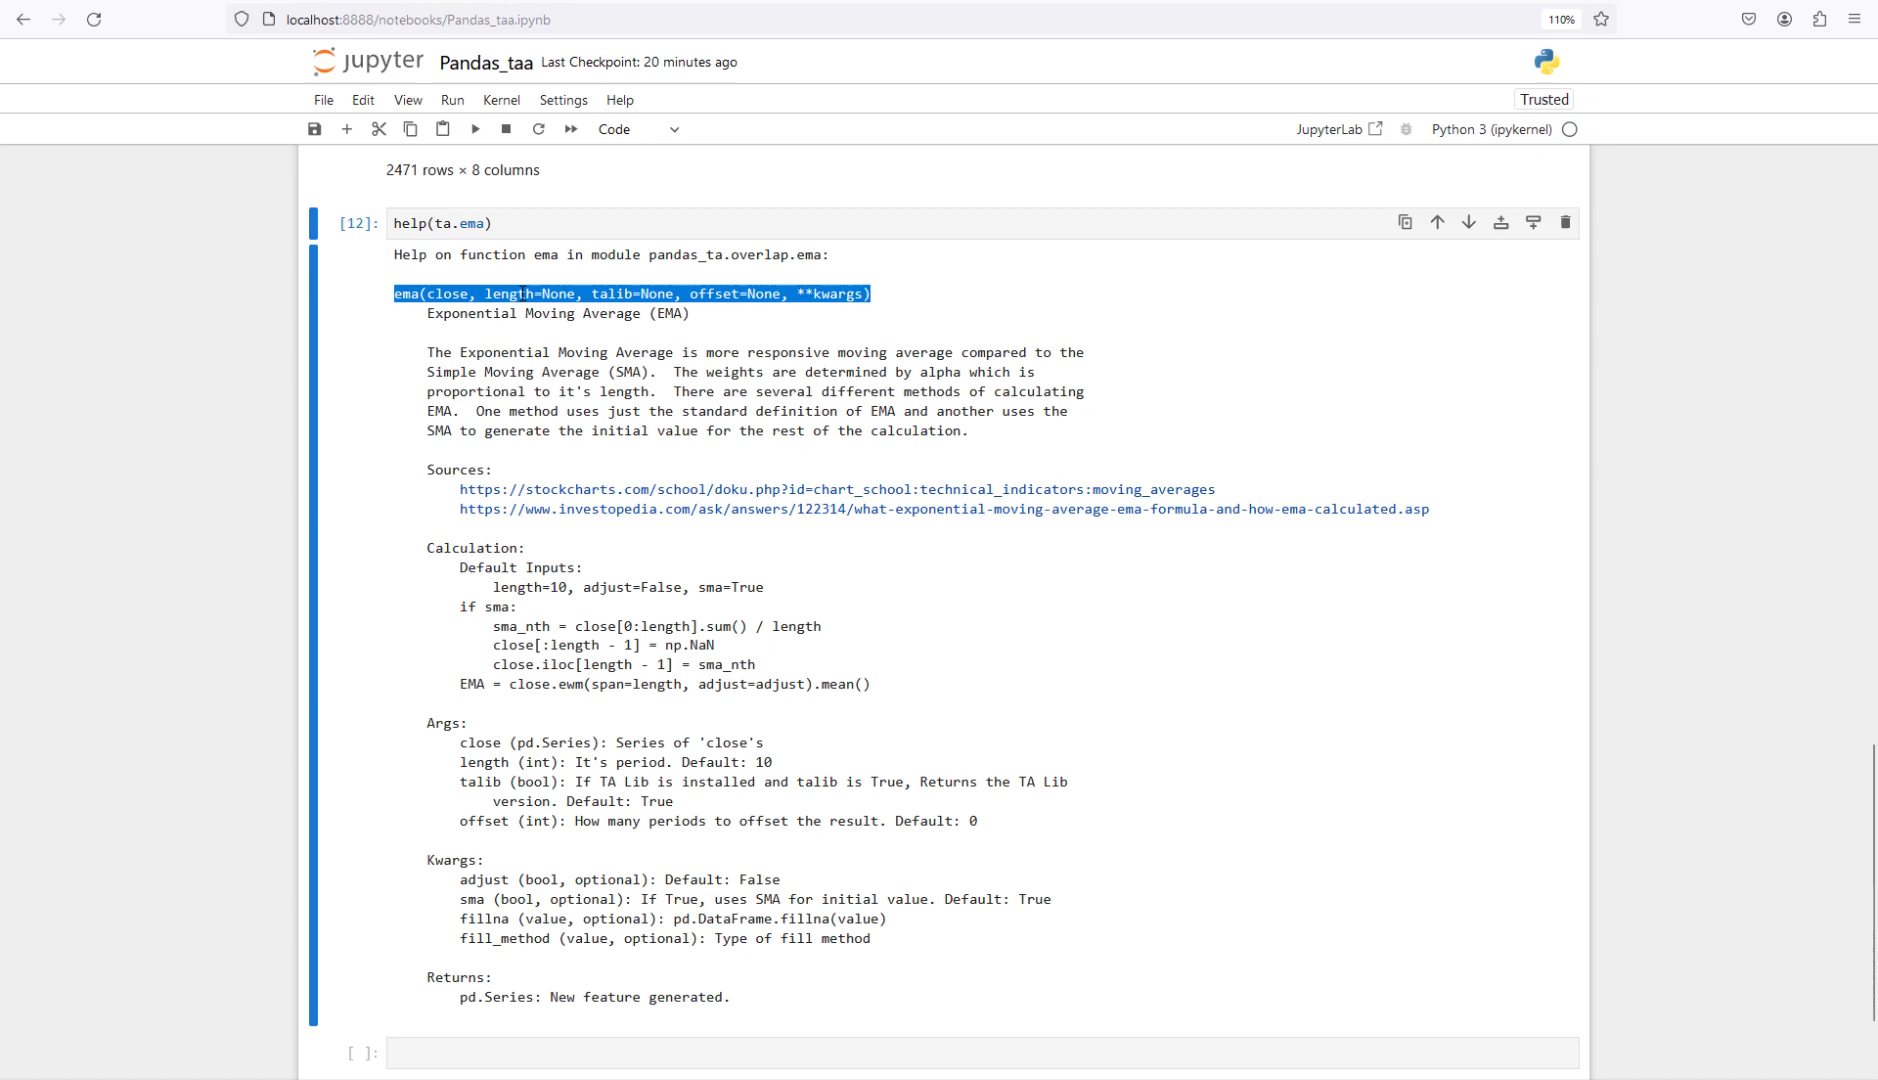 localhost:8888/notebooks/Pandas_taa.ipynb
110%
jupyter Pandas_taa Last Checkpoint: 20 minutes ago
File Edit View Run Kernel Settings Help
Trusted
Code
JupyterLab
Python 3 (ipykernel)
2471 rows × 8 columns
[12]: help(ta.ema)
Help on function ema in module pandas_ta.overlap.ema:
ema(close, length=None, talib=None, offset=None, **kwargs)
Exponential Moving Average (EMA)
The Exponential Moving Average is more responsive moving average compared to the
Simple Moving Average (SMA).  The weights are determined by alpha which is
proportional to it's length.  There are several different methods of calculating
EMA.  One method uses just the standard definition of EMA and another uses the
SMA to generate the initial value for the rest of the calculation.
Sources:
https://stockcharts.com/school/doku.php?id=chart_school:technical_indicators:moving_averages
https://www.investopedia.com/ask/answers/122314/what-exponential-moving-average-ema-formula-and-how-ema-calculated.asp
Calculation:
Default Inputs:
length=10, adjust=False, sma=True
if sma:
sma_nth = close[0:length].sum() / length
close[:length - 1] = np.NaN
close.iloc[length - 1] = sma_nth
EMA = close.ewm(span=length, adjust=adjust).mean()
Args:
close (pd.Series): Series of 'close's
length (int): It's period. Default: 10
talib (bool): If TA Lib is installed and talib is True, Returns the TA Lib
version. Default: True
offset (int): How many periods to offset the result. Default: 0
Kwargs:
adjust (bool, optional): Default: False
sma (bool, optional): If True, uses SMA for initial value. Default: True
fillna (value, optional): pd.DataFrame.fillna(value)
fill_method (value, optional): Type of fill method
Returns:
pd.Series: New feature generated.
[ ]: